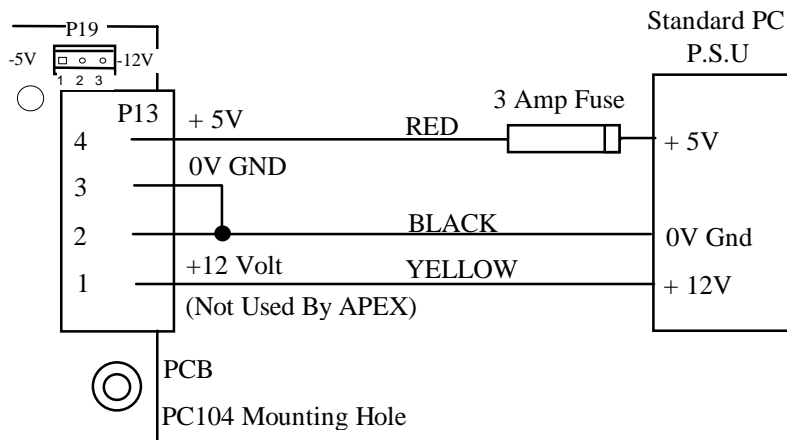 Standard PC
P.S.U
P19
-5V
-12V
1 2 3
3 Amp Fuse
P13
4
+ 5V
RED
+ 5V
0V GND
3
2
BLACK
0V Gnd
+12 Volt
YELLOW
1
+ 12V
(Not Used By APEX)
PCB
PC104 Mounting Hole